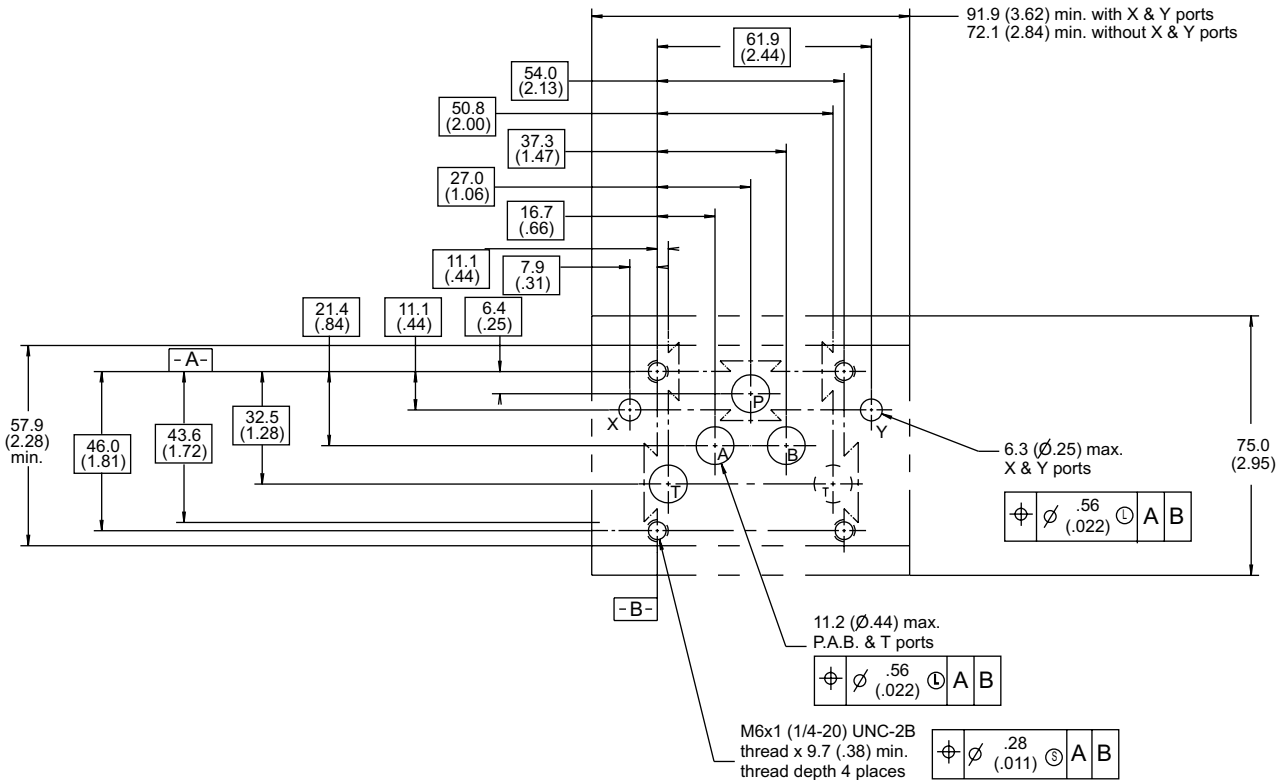 91.9 (3.62) min. with X & Y ports
72.1 (2.84) min. without X & Y ports
61.9
(2.44)
54.0
(2.13)
50.8
(2.00)
37.3
(1.47)
27.0
(1.06)
16.7
(.66)
11.1
(.44)
7.9
(.31)
21.4
(.84)
11.1
(.44)
6.4
(.25)
-A-
57.9
(2.28)
min.
46.0
(1.81)
43.6
(1.72)
32.5
(1.28)
X
P
Y
A
B
T
T
6.3 (Ø.25) max.
X & Y ports
⌖ Ø .56 (.022) Ⓛ A B
75.0
(2.95)
-B-
11.2 (Ø.44) max.
P.A.B. & T ports
⌖ Ø .56 (.022) Ⓛ A B
M6x1 (1/4-20) UNC-2B
thread x 9.7 (.38) min.
thread depth 4 places
⌖ Ø .28 (.011) Ⓢ A B